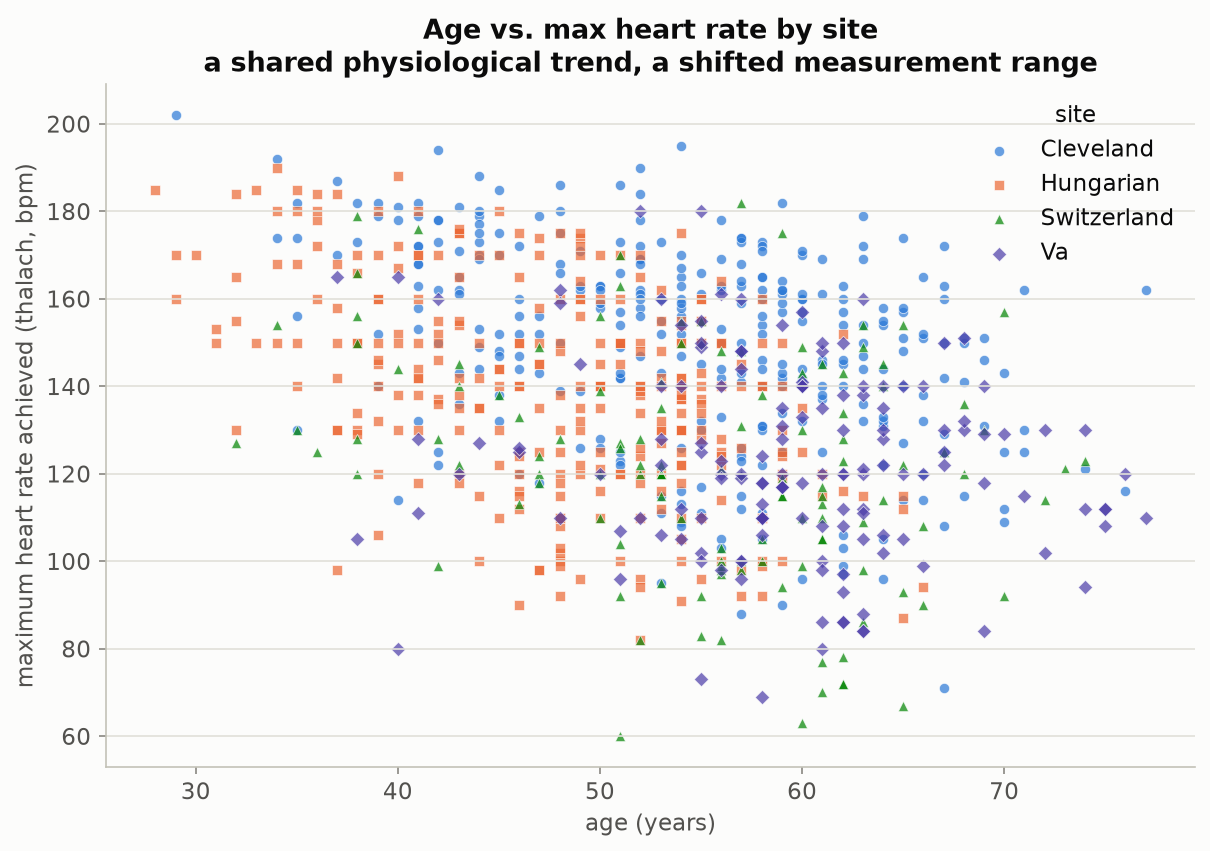 Age vs. max heart rate by site
a shared physiological trend, a shifted measurement range
maximum heart rate achieved (thalach, bpm)
200
180
160
140
120
100
80
60
30
40
50
60
70
age (years)
site
Cleveland
Hungarian
Switzerland
Va